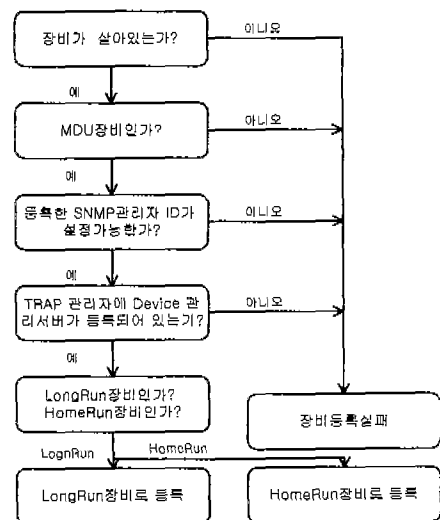 장비가 살아있는가?
아니요
예
MDU장비인가?
아니오
예
등록한 SNMP관리자 ID가
설정가능한가?
아니오
예
TRAP 관리자에 Device 관
리서버가 등록되어 있는기?
아니오
예
LongRun장비인가?
HomeRun장비인가?
장비등록실패
LognRun
HomeRun
LongRun장비로 등록
HomeRun장비로 등록